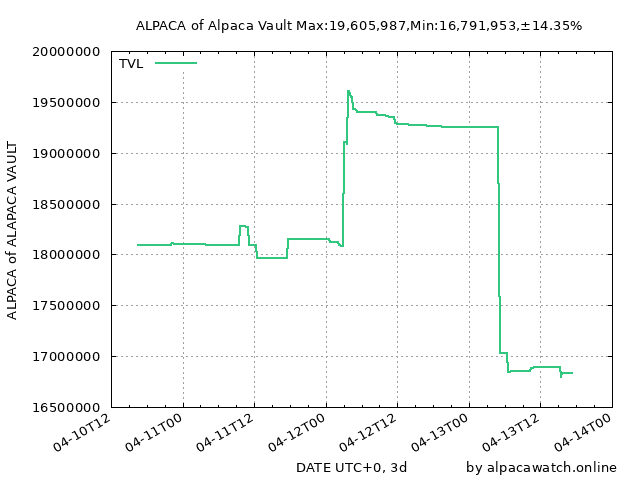 ALPACA of Alpaca Vault Max:19,605,987,Min:16,791,953,±14.35%
TVL
20000000
19500000
19000000
18500000
18000000
17500000
17000000
16500000
ALPACA of ALAPACA VAULT
04-10T12
04-11T00
04-11T12
04-12T00
04-12T12
04-13T00
04-13T12
04-14T00
DATE UTC+0, 3d
by alpacawatch.online